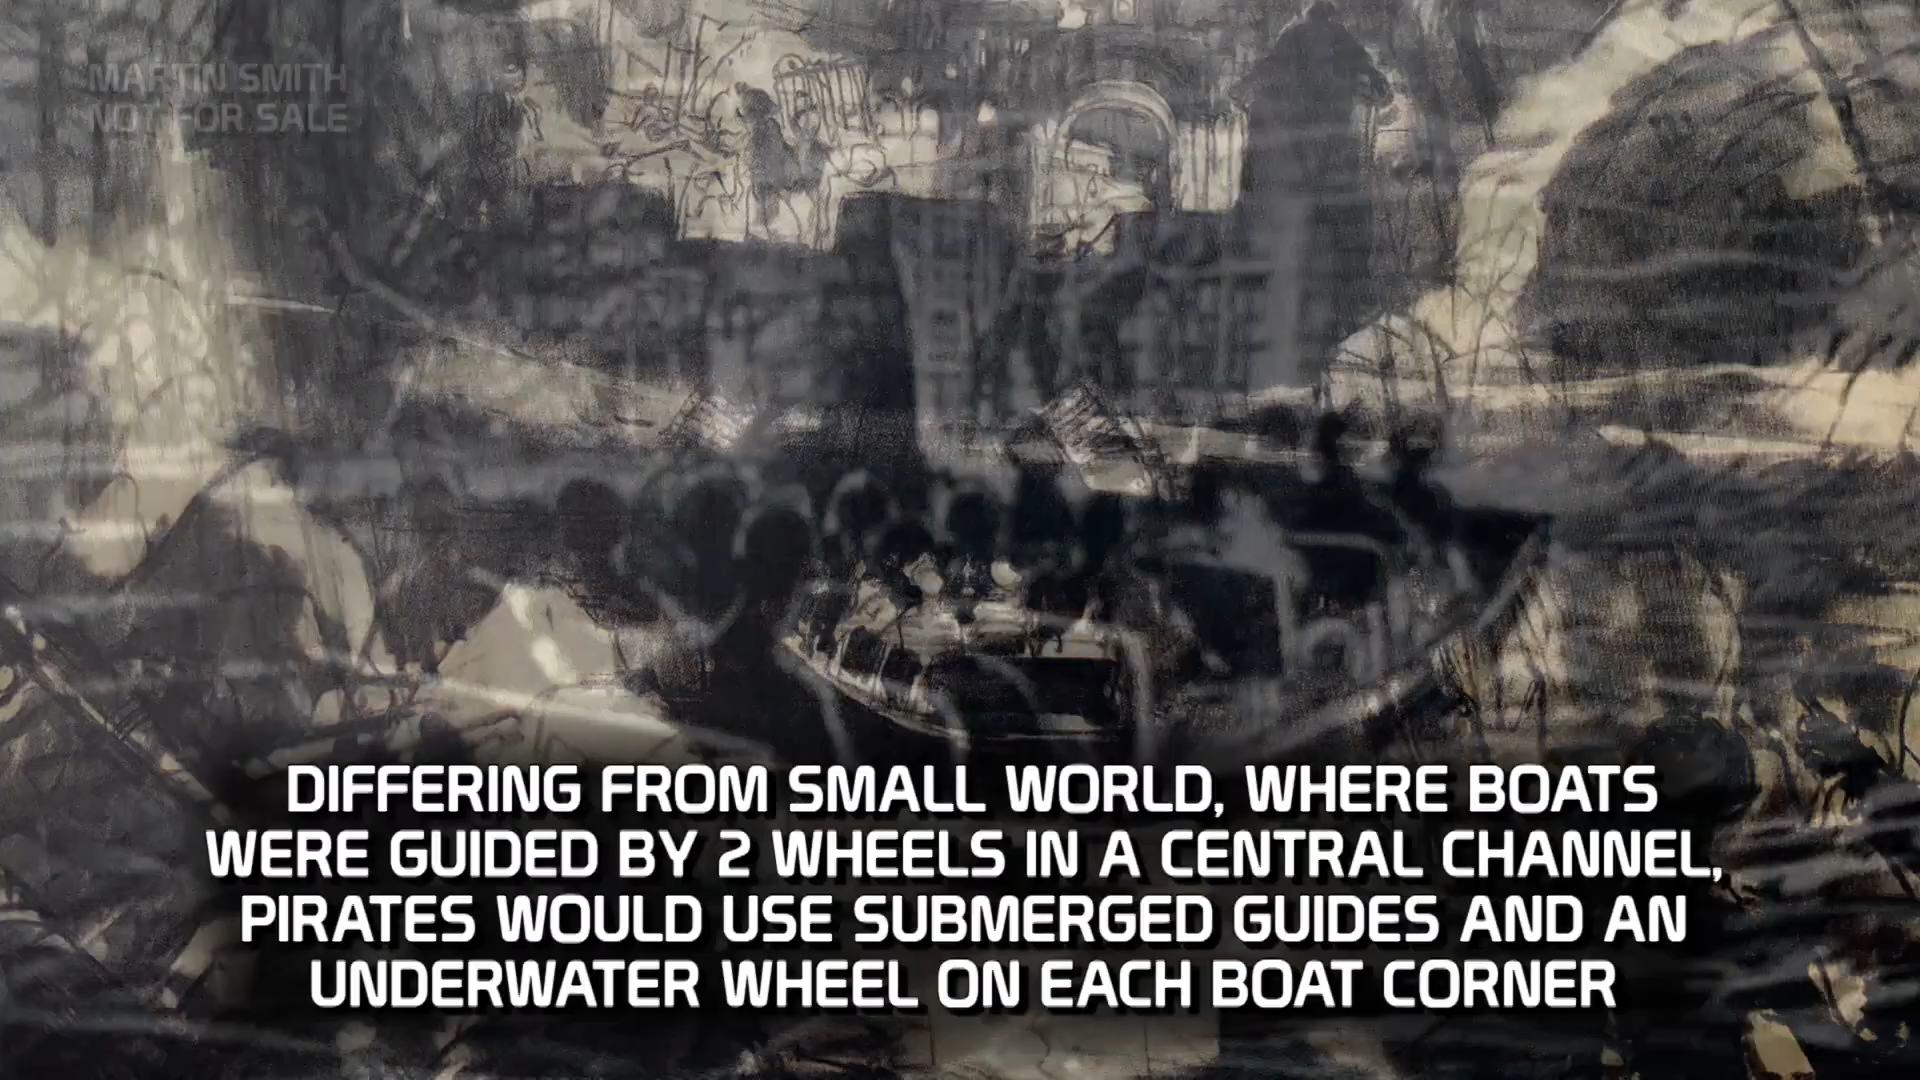 MARTIN SMITH
NOT FOR SALE
DIFFERING FROM SMALL WORLD, WHERE BOATS
WERE GUIDED BY 2 WHEELS IN A CENTRAL CHANNEL,
PIRATES WOULD USE SUBMERGED GUIDES AND AN
UNDERWATER WHEEL ON EACH BOAT CORNER